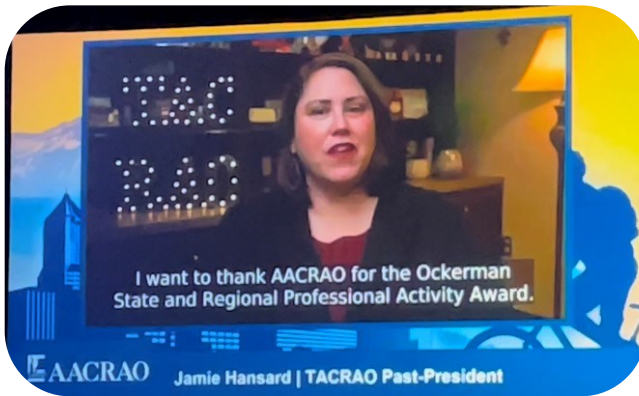 T&C
RAO
I want to thank AACRAO for the Ockerman
State and Regional Professional Activity Award.
AACRAO
Jamie Hansard | TACRAO Past-President